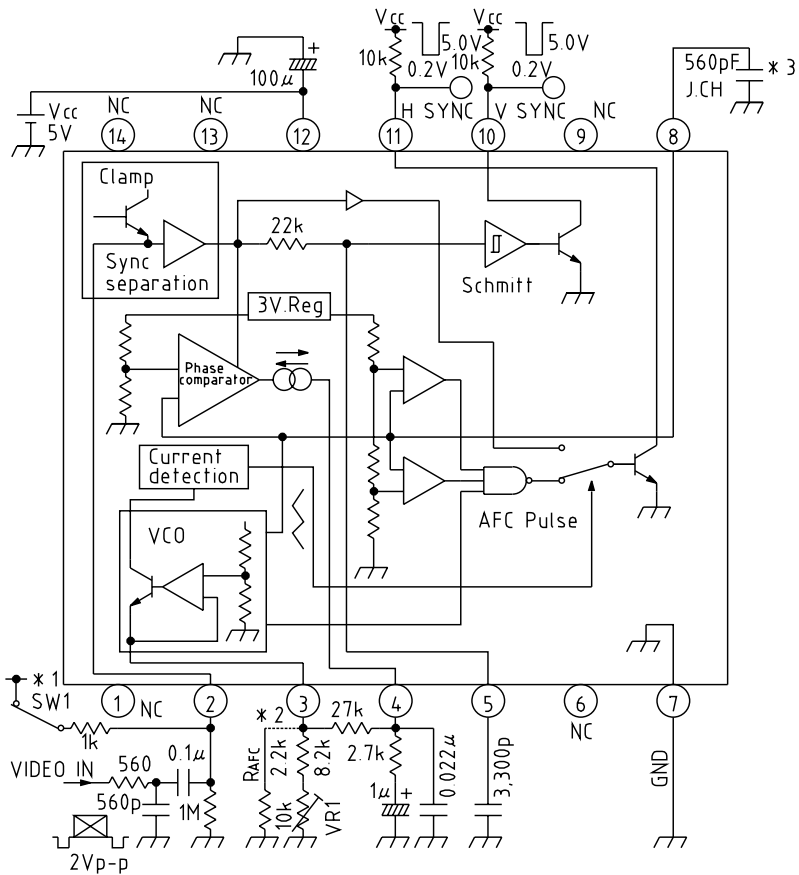 Vcc
Vcc
5.0V
5.0V
10k
10k
0.2V
0.2V
100μ
+
560pF
* 3
J.CH
Vcc
5V
NC
NC
H SYNC
V SYNC
NC
14
13
12
11
10
9
8
Clamp
Sync
separation
22k
Schmitt
3V.Reg
Phase
comparator
Current
detection
VCO
AFC Pulse
1
2
3
4
5
6
7
* 1
SW1
NC
NC
1k
* 2
27k
RAFC
2.2k
8.2k
2.7k
0.022μ
3,300p
GND
VIDEO IN
560
0.1μ
560p
1M
10k
VR1
1μ
+
2Vp-p